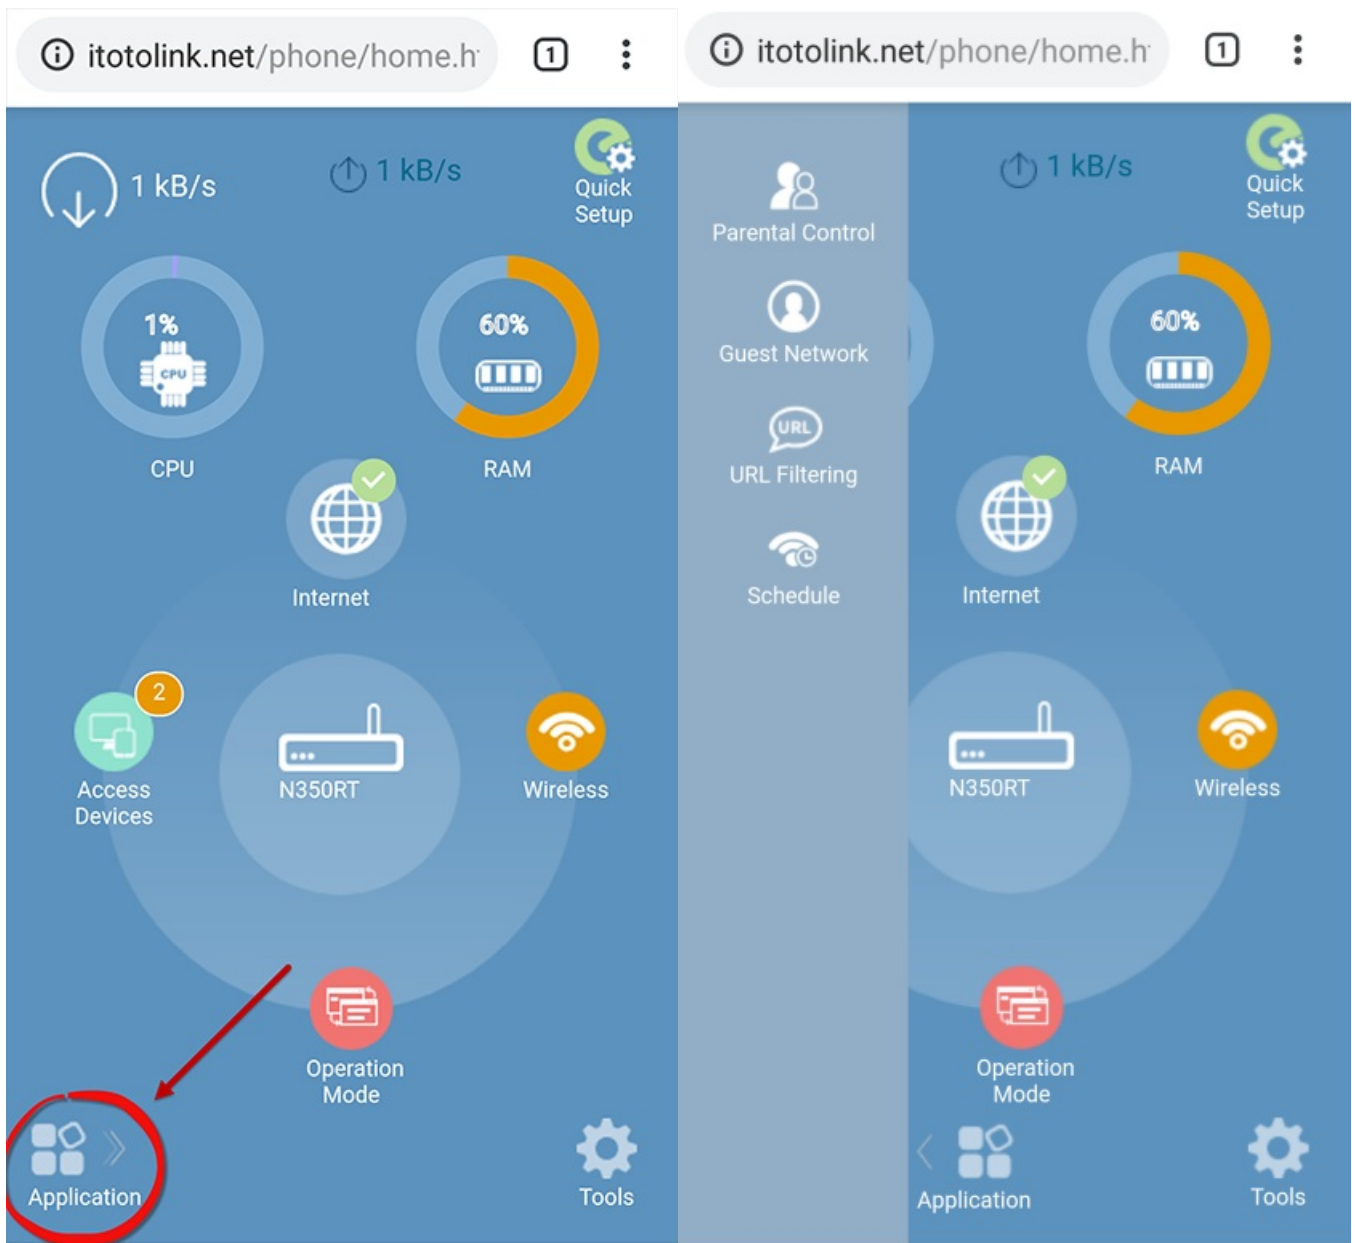 itotolink.net/phone/home.h
1
1 kB/s
1 kB/s
Quick
Setup
1%
CPU
CPU
60%
RAM
Internet
2
Access
Devices
N350RT
Wireless
Operation
Mode
Application
Tools
itotolink.net/phone/home.h
1
Parental Control
Guest Network
URL
URL Filtering
Schedule
1 kB/s
Quick
Setup
60%
RAM
Internet
N350RT
Wireless
Operation
Mode
Application
Tools